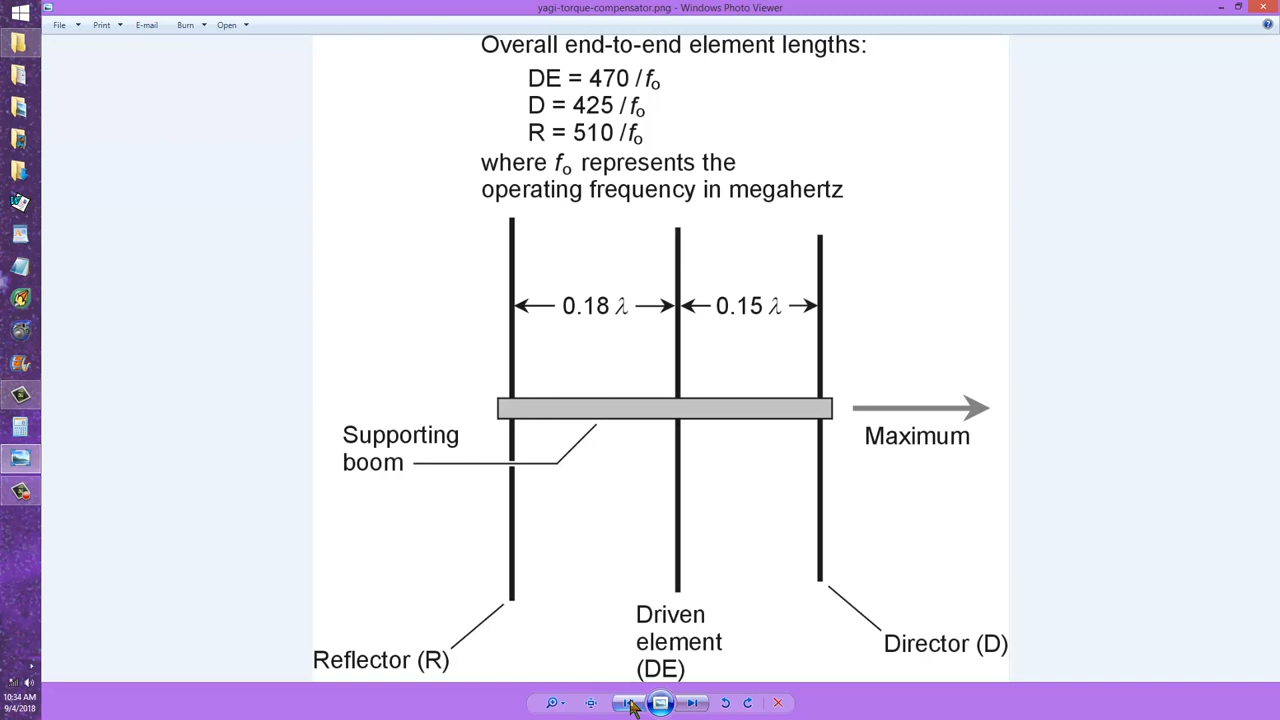 yagi-torque-compensator.png - Windows Photo Viewer
File Print E-mail Burn Open
Overall end-to-end element lengths:
DE = 470 / fo
D = 425 / fo
R = 510 / fo
where fo represents the
operating frequency in megahertz
0.18 λ 0.15 λ
Supporting
boom
Maximum
Driven
element
(DE)
Reflector (R)
Director (D)
10:34 AM
9/4/2018